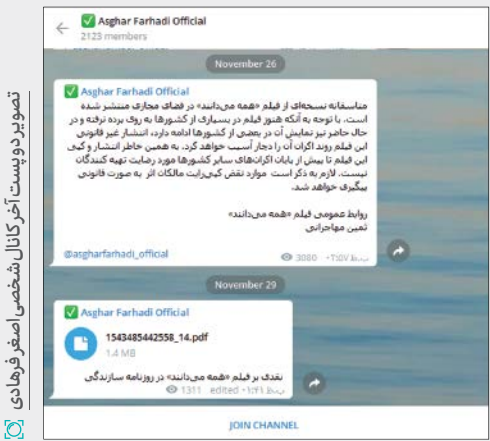 Asghar Farhadi Official
2123 members
November 26
Asghar Farhadi Official
متاسفانه نسخه‌ای از فیلم «همه می‌دانند» در فضای مجازی منتشر شده
است. با توجه به آنکه هنوز فیلم در بسیاری از کشورها به روی پرده نرفته و در
حال حاضر نیز نمایش آن در بعضی از کشورها ادامه دارد، انتشار غیر قانونی
این فیلم روند اکران آن را دچار آسیب خواهد کرد. به همین خاطر انتشار و کپی
این فیلم تا پیش از پایان اکران‌های سایر کشورها مورد رضایت تهیه کنندگان
نیست. لازم به ذکر است موارد نقض کپی‌رایت مالکان اثر به صورت قانونی
پیگیری خواهد شد.
روابط عمومی فیلم «همه می‌دانند»
ثمین مهاجرانی
@asgharfarhadi_official
3080
November 29
Asghar Farhadi Official
1543485442558_14.pdf
1.4 MB
نقدی بر فیلم «همه می‌دانند» در روزنامه سازندگی
1311 edited
JOIN CHANNEL
تصویر دو پست آخر کانال شخصی اصغر فرهادی